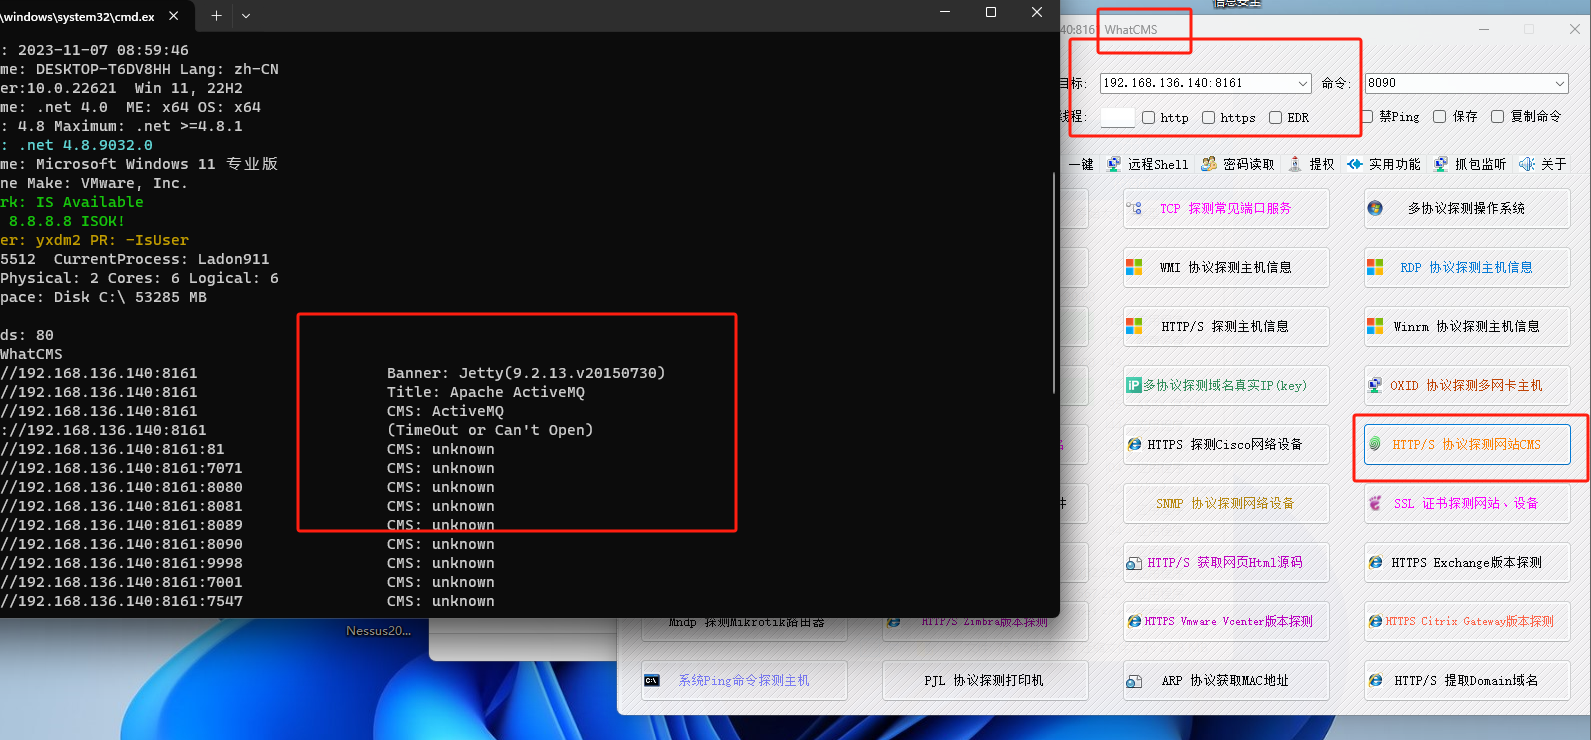 \windows\system32\cmd.ex
: 2023-11-07 08:59:46
me: DESKTOP-T6DV8HH Lang: zh-CN
er:10.0.22621  Win 11, 22H2
me: .net 4.0  ME: x64 OS: x64
: 4.8 Maximum: .net >=4.8.1
: .net 4.8.9032.0
me: Microsoft Windows 11 专业版
ne Make: VMware, Inc.
rk: IS Available
8.8.8.8 ISOK!
er: yxdm2 PR: -IsUser
5512  CurrentProcess: Ladon911
Physical: 2 Cores: 6 Logical: 6
pace: Disk C:\ 53285 MB
ds: 80
WhatCMS
//192.168.136.140:8161 Banner: Jetty(9.2.13.v20150730)
//192.168.136.140:8161 Title: Apache ActiveMQ
//192.168.136.140:8161 CMS: ActiveMQ
://192.168.136.140:8161 (TimeOut or Can't Open)
//192.168.136.140:8161:81 CMS: unknown
//192.168.136.140:8161:7071 CMS: unknown
//192.168.136.140:8161:8080 CMS: unknown
//192.168.136.140:8161:8081 CMS: unknown
//192.168.136.140:8161:8089 CMS: unknown
//192.168.136.140:8161:8090 CMS: unknown
//192.168.136.140:8161:9998 CMS: unknown
//192.168.136.140:8161:7001 CMS: unknown
//192.168.136.140:8161:7547 CMS: unknown
Nessus20...
信息安全
40:816 WhatCMS
目标: 192.168.136.140:8161 命令: 8090
线程: http https EDR 禁Ping 保存 复制命令
一键 远程Shell 密码读取 提权 实用功能 抓包监听 关于
TCP 探测常见端口服务 多协议探测操作系统
WMI 协议探测主机信息 RDP 协议探测主机信息
HTTP/S 探测主机信息 Winrm 协议探测主机信息
IP 多协议探测域名真实IP(key) OXID 协议探测多网卡主机
HTTPS 探测Cisco网络设备 HTTP/S 协议探测网站CMS
件 SNMP 协议探测网络设备 SSL 证书探测网站、设备
HTTP/S 获取网页Html源码 HTTPS Exchange版本探测
Mndp 探测Mikrotik路由器 HTTP/S Zimbra版本探测 HTTPS Vmware Vcenter版本探测 HTTPS Citrix Gateway版本探测
系统Ping命令探测主机 PJL 协议探测打印机 ARP 协议获取MAC地址 HTTP/S 提取Domain域名